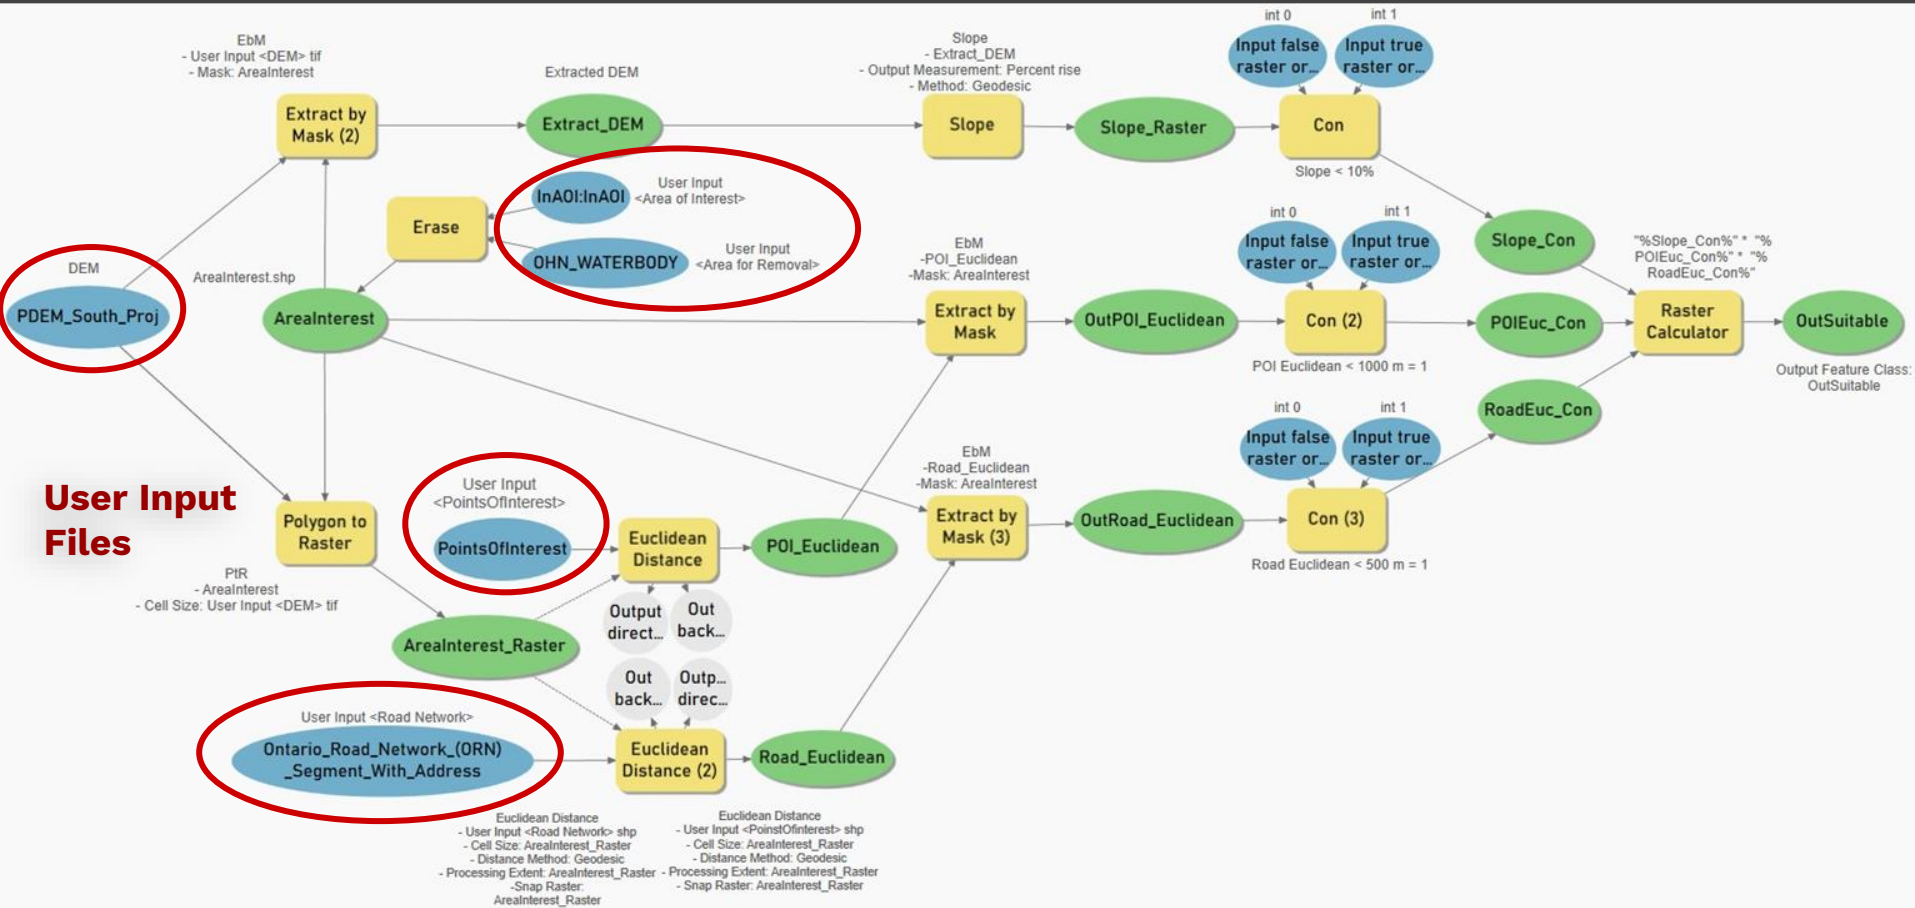 EbM
- User Input <DEM> tif
- Mask: AreaInterest
Extract by
Mask (2)
Extracted DEM
Extract_DEM
Slope
- Extract_DEM
- Output Measurement: Percent rise
- Method: Geodesic
Slope
Slope_Raster
int 0
int 1
Input false
raster or...
Input true
raster or...
Con
Slope < 10%
Erase
InAOI:InAOI
User Input
<Area of Interest>
OHN_WATERBODY
User Input
<Area for Removal>
DEM
PDEM_South_Proj
AreaInterest.shp
AreaInterest
EbM
-POI_Euclidean
-Mask: AreaInterest
Extract by
Mask
OutPOI_Euclidean
int 0
int 1
Input false
raster or...
Input true
raster or...
Con (2)
POI Euclidean < 1000 m = 1
Slope_Con
POIEuc_Con
RoadEuc_Con
"%Slope_Con%" * "%
POIEuc_Con%" * "%
RoadEuc_Con%"
Raster
Calculator
OutSuitable
Output Feature Class:
OutSuitable
User Input
Files
Polygon to
Raster
PtR
- AreaInterest
- Cell Size: User Input <DEM> tif
User Input
<PointsOfInterest>
PointsOfInterest
Euclidean
Distance
POI_Euclidean
Output
direct...
Out
back...
AreaInterest_Raster
EbM
-Road_Euclidean
-Mask: AreaInterest
Extract by
Mask (3)
OutRoad_Euclidean
int 0
int 1
Input false
raster or...
Input true
raster or...
Con (3)
Road Euclidean < 500 m = 1
Out
back...
Outp...
direc...
User Input <Road Network>
Ontario_Road_Network_(ORN)
_Segment_With_Address
Euclidean
Distance (2)
Road_Euclidean
Euclidean Distance
- User Input <Road Network> shp
- Cell Size: AreaInterest_Raster
- Distance Method: Geodesic
- Processing Extent: AreaInterest_Raster
-Snap Raster:
AreaInterest_Raster
Euclidean Distance
- User Input <PoinstOfinterest> shp
- Cell Size: AreaInterest_Raster
- Distance Method: Geodesic
- Processing Extent: AreaInterest_Raster
- Snap Raster: AreaInterest_Raster